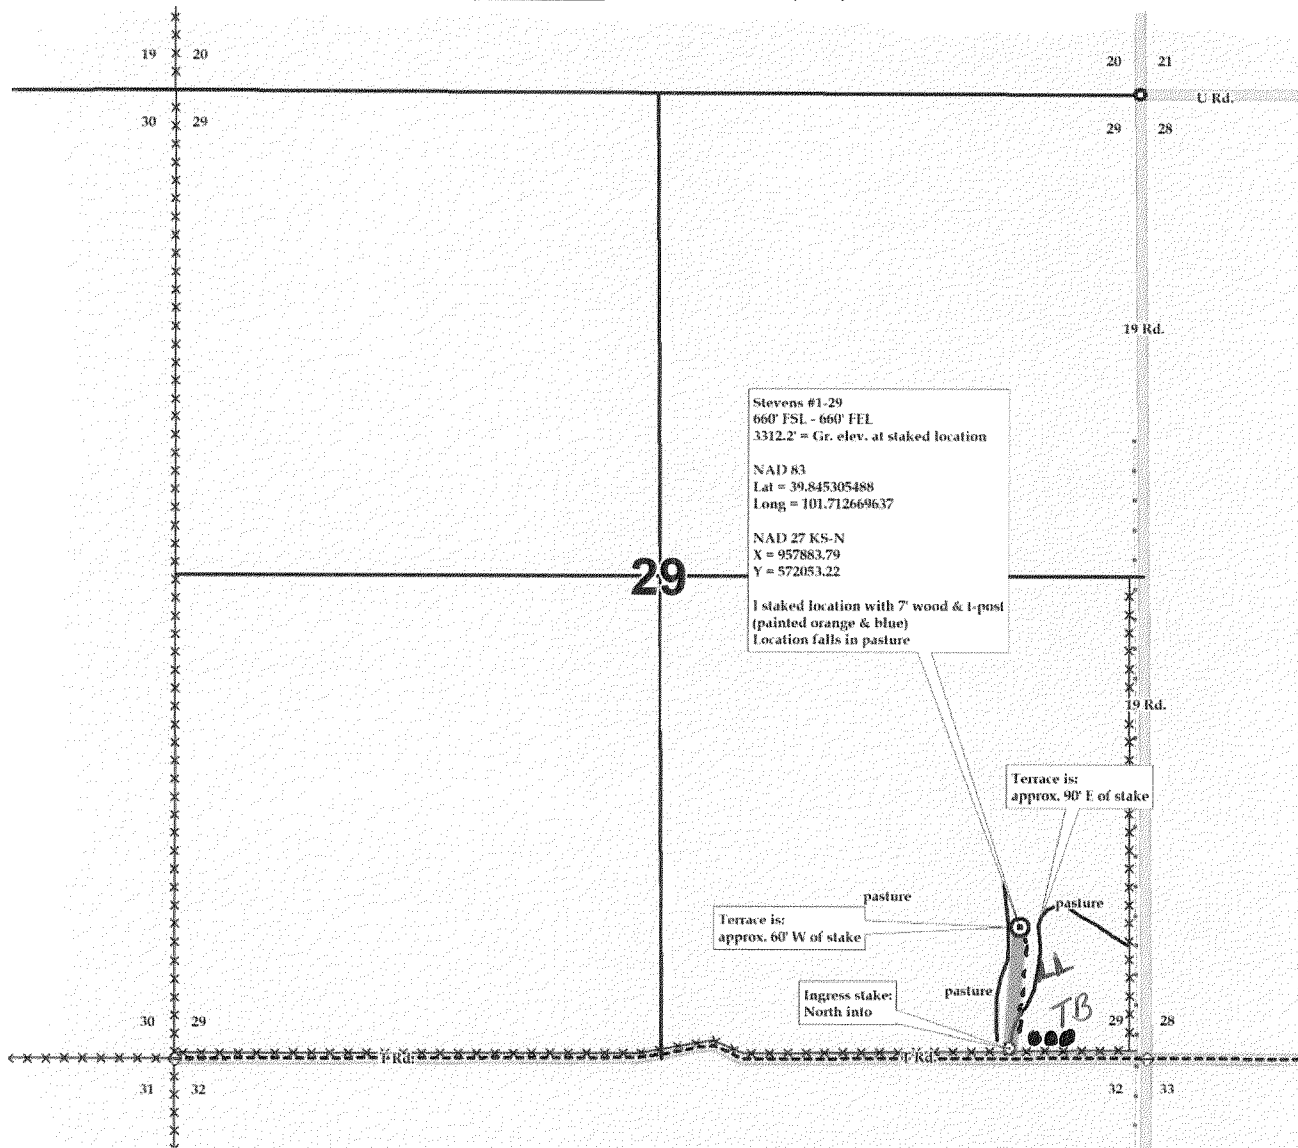 19 20
20 21
U Rd.
30 29
29 28
19 Rd.
Stevens #1-29
660' FSL - 660' FEL
3312.2' = Gr. elev. at staked location
NAD 83
Lat = 39.845305488
Long = 101.712669637
NAD 27 KS-N
X = 957883.79
Y = 572053.22
I staked location with 7' wood & t-post
(painted orange & blue)
Location falls in pasture
29
19 Rd.
Terrace is:
approx. 90' E of stake
pasture
pasture
Terrace is:
approx. 60' W of stake
LL
pasture
Ingress stake:
North into
TB
30 29
29 28
T Rd.
T Rd.
31 32
32 33